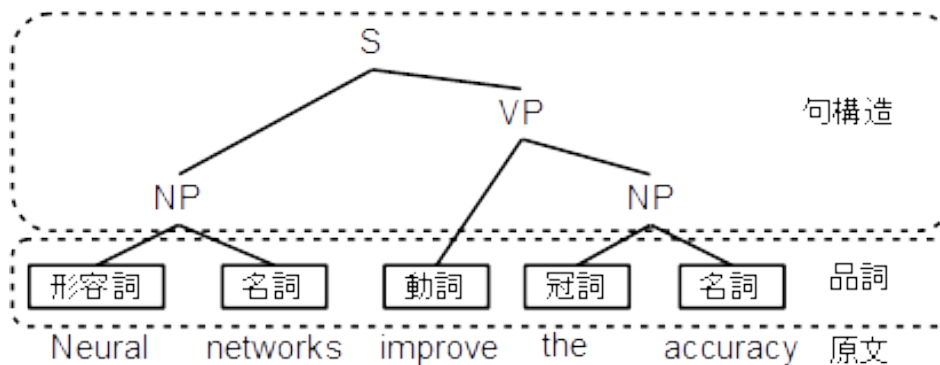 S
VP 句構造
NP NP
形容詞 名詞 動詞 冠詞 名詞 品詞
Neural networks improve the accuracy 原文